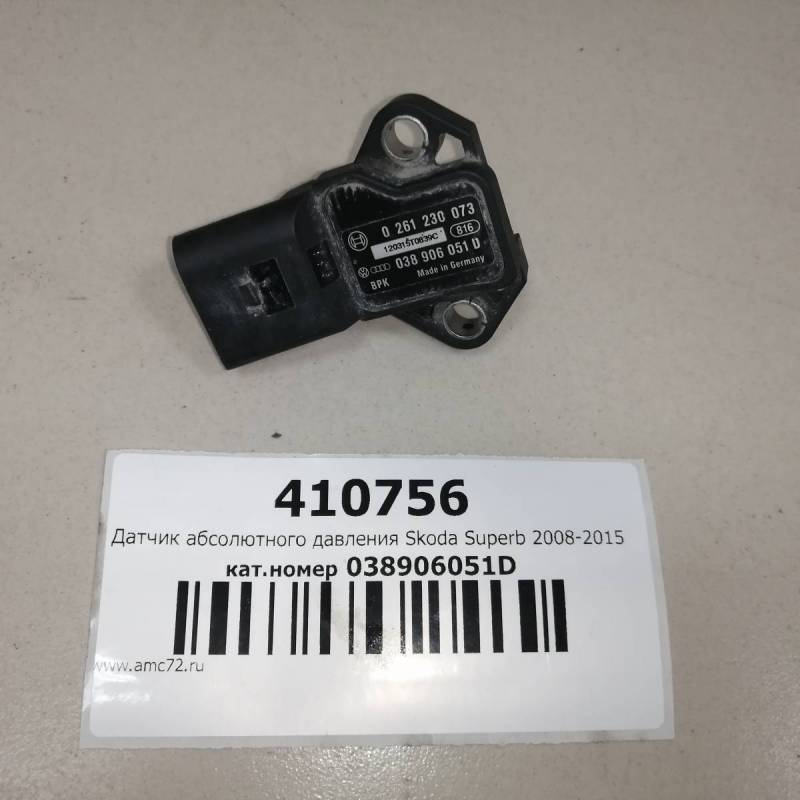 0 261 230 073
120315T0839C
816
038 906 051 D
BPK
Made in Germany
410756
Датчик абсолютного давления Skoda Superb 2008-2015
кат.номер 038906051D
www.amc72.ru